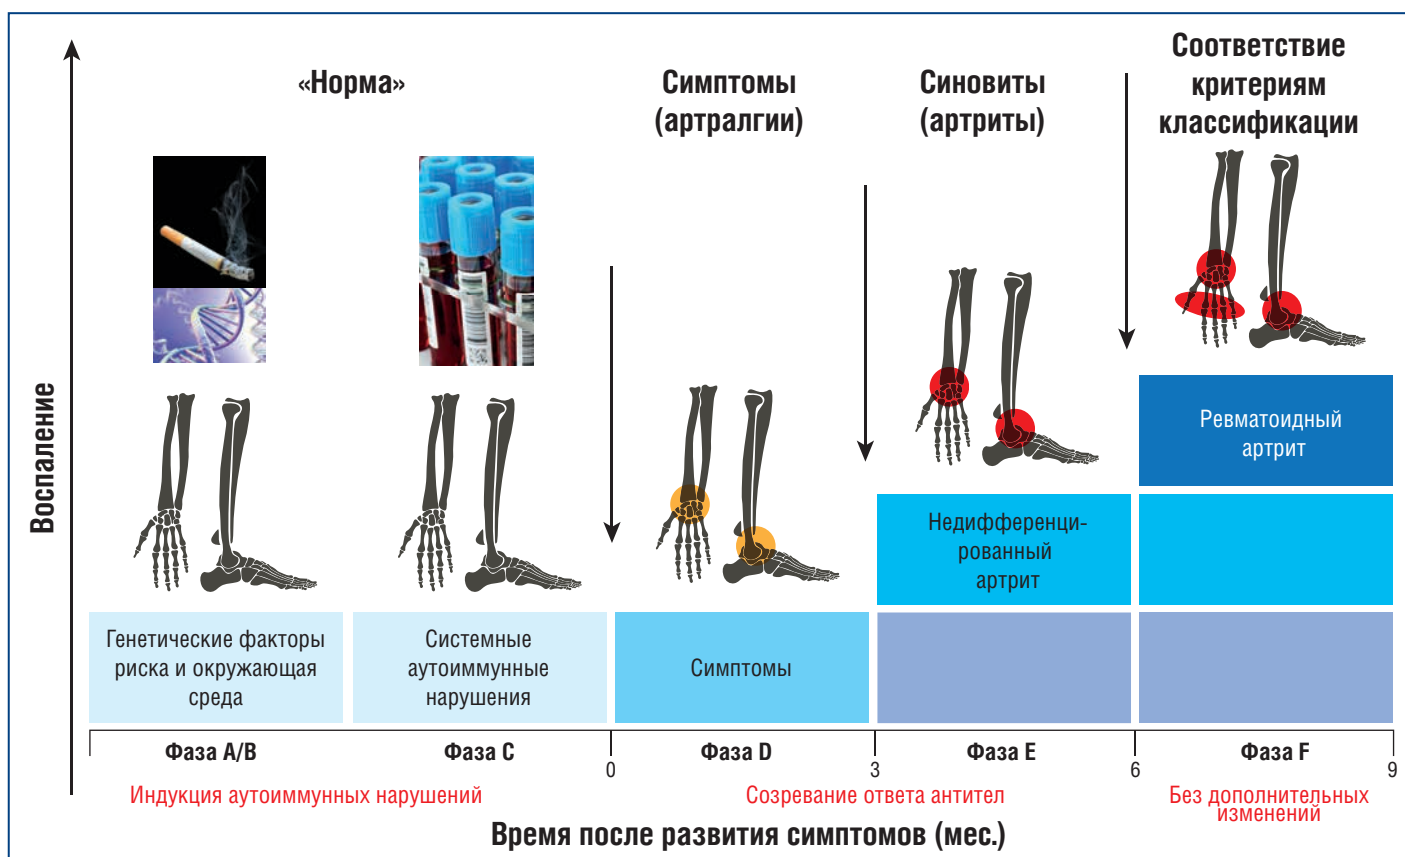 «Норма»
Симптомы
(артралгии)
Синовиты
(артриты)
Соответствие
критериям
классификации
Воспаление
Ревматоидный
артрит
Недифференци-
рованный
артрит
Генетические факторы
риска и окружающая
среда
Системные
аутоиммунные
нарушения
Симптомы
Фаза A/B
Фаза C
Фаза D
Фаза E
Фаза F
0
3
6
9
Индукция аутоиммунных нарушений
Созревание ответа антител
Без дополнительных
изменений
Время после развития симптомов (мес.)